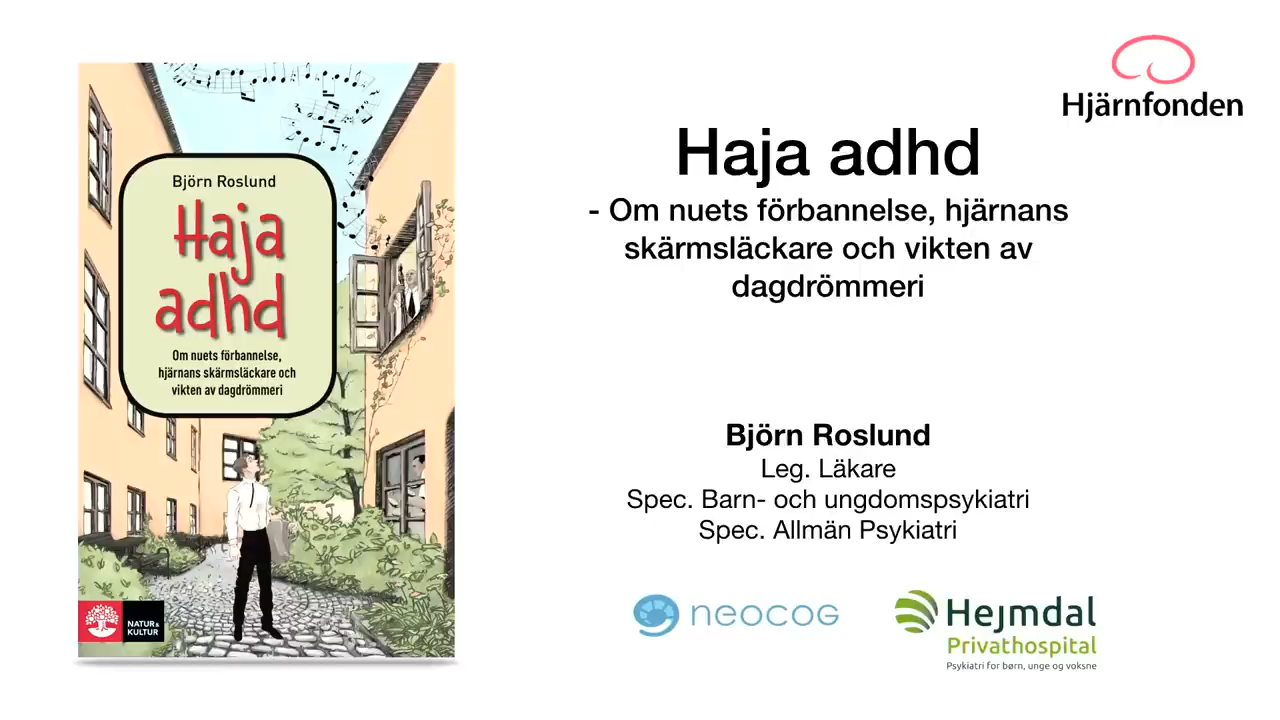 Björn Roslund
Haja
adhd
Om nuets förbannelse,
hjärnans skärmsläckare och
vikten av dagdrömmeri
NATUR &
KULTUR
Hjärnfonden
Haja adhd
- Om nuets förbannelse, hjärnans
skärmsläckare och vikten av
dagdrömmeri
Björn Roslund
Leg. Läkare
Spec. Barn- och ungdomspsykiatri
Spec. Allmän Psykiatri
neocog
Hejmdal
Privathospital
Psykiatri for børn, unge og voksne